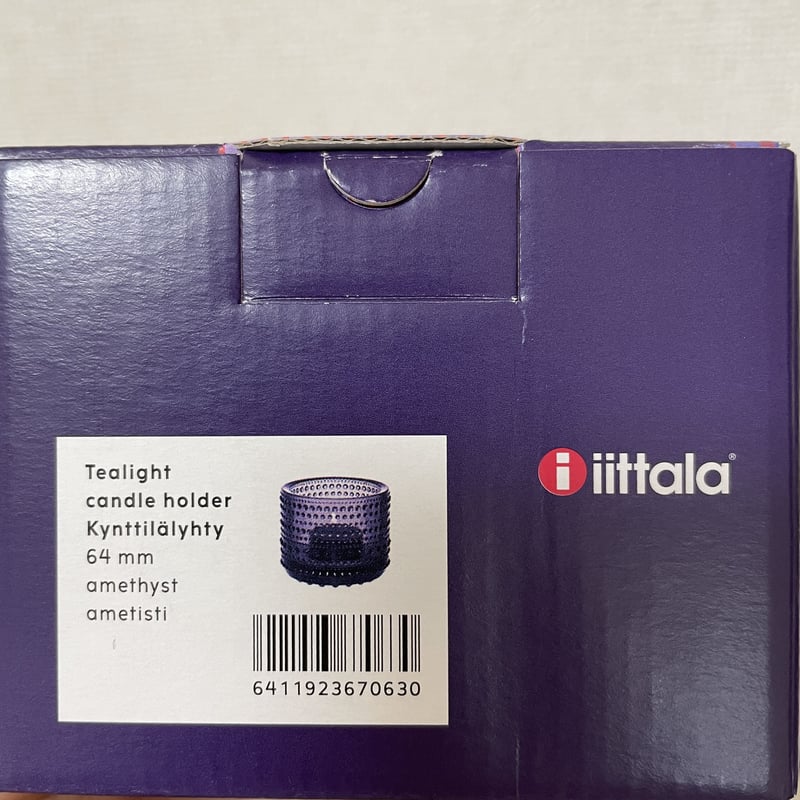 Tealight
candle holder
Kynttilälyhty
64 mm
amethyst
ametisti
6411923670630
i iittala®